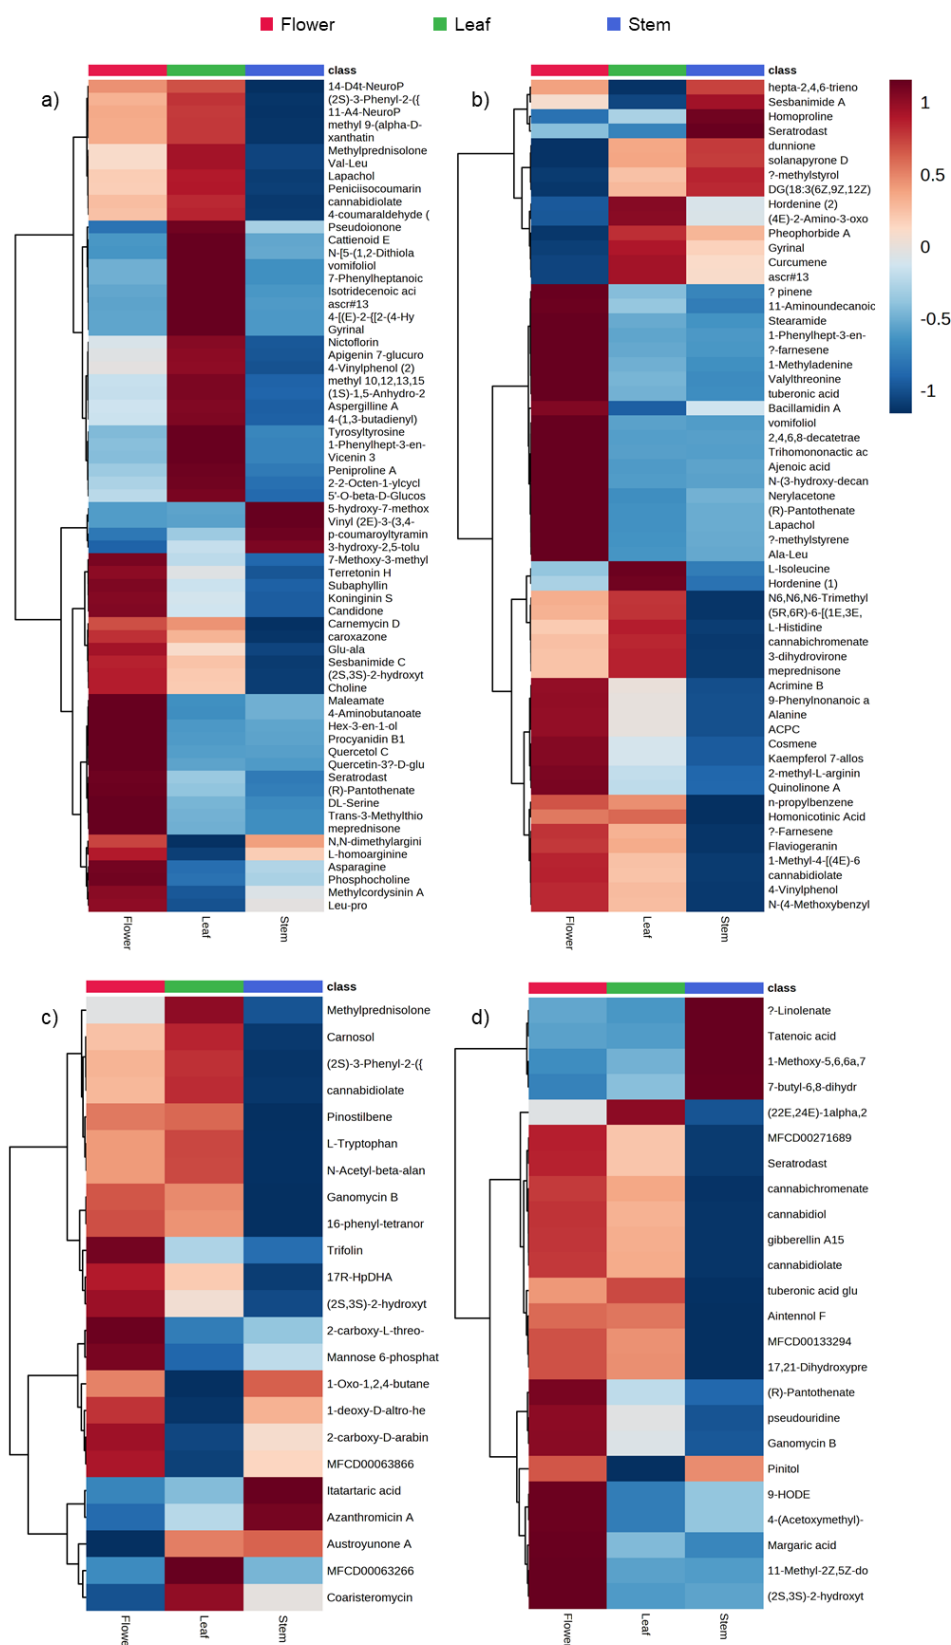 Flower
Leaf
Stem
a)
class
14-D4t-NeuroP
(2S)-3-Phenyl-2-({
11-A4-NeuroP
methyl 9-(alpha-D-
xanthatin
Methylprednisolone
Val-Leu
Lapachol
Peniciisocoumarin
cannabidiolate
4-coumaraldehyde (
Pseudoionone
Cattienoid E
N-[5-(1,2-Dithiola
vomifoliol
7-Phenylheptanoic
Isotridecenoic aci
ascr#13
4-[(E)-2-{[2-(4-Hy
Gyrinal
Nictoflorin
Apigenin 7-glucuro
4-Vinylphenol (2)
methyl 10,12,13,15
(1S)-1,5-Anhydro-2
Aspergilline A
4-(1,3-butadienyl)
Tyrosyltyrosine
1-Phenylhept-3-en-
Vicenin 3
Peniproline A
2-2-Octen-1-ylcycl
5'-O-beta-D-Glucos
5-hydroxy-7-methox
Vinyl (2E)-3-(3,4-
p-coumaroyltyramin
3-hydroxy-2,5-tolu
7-Methoxy-3-methyl
Terretonin H
Subaphyllin
Koninginin S
Candidone
Carnemycin D
caroxazone
Glu-ala
Sesbanimide C
(2S,3S)-2-hydroxyt
Choline
Maleamate
4-Aminobutanoate
Hex-3-en-1-ol
Procyanidin B1
Quercetol C
Quercetin-3?-D-glu
Seratrodast
(R)-Pantothenate
DL-Serine
Trans-3-Methylthio
meprednisone
N,N-dimethylargini
L-homoarginine
Asparagine
Phosphocholine
Methylcordysinin A
Leu-pro
Flower
Leaf
Stem
b)
class
hepta-2,4,6-trieno
Sesbanimide A
Homoproline
Seratrodast
dunnione
solanapyrone D
?-methylstyrol
DG(18:3(6Z,9Z,12Z)
Hordenine (2)
(4E)-2-Amino-3-oxo
Pheophorbide A
Gyrinal
Curcumene
ascr#13
? pinene
11-Aminoundecanoic
Stearamide
1-Phenylhept-3-en-
?-farnesene
1-Methyladenine
Valylthreonine
tuberonic acid
Bacillamidin A
vomifoliol
2,4,6,8-decatetrae
Trihomononactic ac
Ajenoic acid
N-(3-hydroxy-decan
Nerylacetone
(R)-Pantothenate
Lapachol
?-methylstyrene
Ala-Leu
L-Isoleucine
Hordenine (1)
N6,N6,N6-Trimethyl
(5R,6R)-6-[(1E,3E,
L-Histidine
cannabichromenate
3-dihydrovirone
meprednisone
Acrimine B
9-Phenylnonanoic a
Alanine
ACPC
Cosmene
Kaempferol 7-allos
2-methyl-L-arginin
Quinolinone A
n-propylbenzene
Homonicotinic Acid
?-Farnesene
Flaviogeranin
1-Methyl-4-[(4E)-6
cannabidiolate
4-Vinylphenol
N-(4-Methoxybenzyl
Flower
Leaf
Stem
1
0.5
0
-0.5
-1
c)
class
Methylprednisolone
Carnosol
(2S)-3-Phenyl-2-({
cannabidiolate
Pinostilbene
L-Tryptophan
N-Acetyl-beta-alan
Ganomycin B
16-phenyl-tetranor
Trifolin
17R-HpDHA
(2S,3S)-2-hydroxyt
2-carboxy-L-threo-
Mannose 6-phosphat
1-Oxo-1,2,4-butane
1-deoxy-D-altro-he
2-carboxy-D-arabin
MFCD00063866
Itatartaric acid
Azanthromicin A
Austroyunone A
MFCD00063266
Coaristeromycin
Flower
Leaf
Stem
d)
class
?-Linolenate
Tatenoic acid
1-Methoxy-5,6,6a,7
7-butyl-6,8-dihydr
(22E,24E)-1alpha,2
MFCD00271689
Seratrodast
cannabichromenate
cannabidiol
gibberellin A15
cannabidiolate
tuberonic acid glu
Aintennol F
MFCD00133294
17,21-Dihydroxypre
(R)-Pantothenate
pseudouridine
Ganomycin B
Pinitol
9-HODE
4-(Acetoxymethyl)-
Margaric acid
11-Methyl-2Z,5Z-do
(2S,3S)-2-hydroxyt
Flower
Leaf
Stem